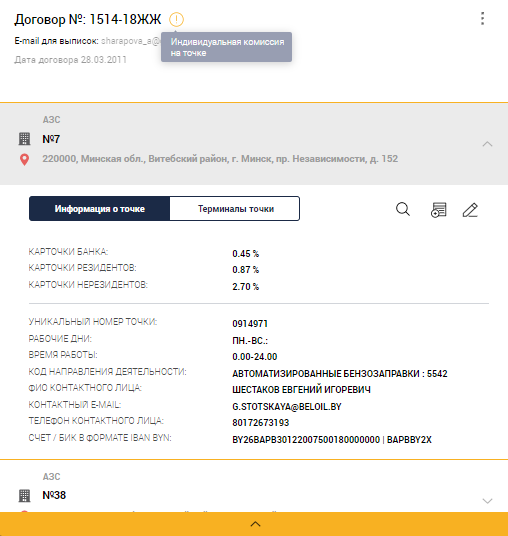 Договор №: 1514-18ЖЖ
E-mail для выписок: sharapova_a@
Индивидуальная комиссия
на точке
Дата договора 28.03.2011
АЗС
№7
220000, Минская обл., Витебский район, г. Минск, пр. Независимости, д. 152
Информация о точке
Терминалы точки
КАРТОЧКИ БАНКА: 0.45 %
КАРТОЧКИ РЕЗИДЕНТОВ: 0.87 %
КАРТОЧКИ НЕРЕЗИДЕНТОВ: 2.70 %
УНИКАЛЬНЫЙ НОМЕР ТОЧКИ: 0914971
РАБОЧИЕ ДНИ: ПН.-ВС.:
ВРЕМЯ РАБОТЫ: 0.00-24.00
КОД НАПРАВЛЕНИЯ ДЕЯТЕЛЬНОСТИ: АВТОМАТИЗИРОВАННЫЕ БЕНЗОЗАПРАВКИ : 5542
ФИО КОНТАКТНОГО ЛИЦА: ШЕСТАКОВ ЕВГЕНИЙ ИГОРЕВИЧ
КОНТАКТНЫЙ E-MAIL: G.STOTSKAYA@BELOIL.BY
ТЕЛЕФОН КОНТАКТНОГО ЛИЦА: 80172673193
СЧЕТ / БИК В ФОРМАТЕ IBAN BYN: BY26BAPB30122007500180000000 | BAPBBY2X
АЗС
№38